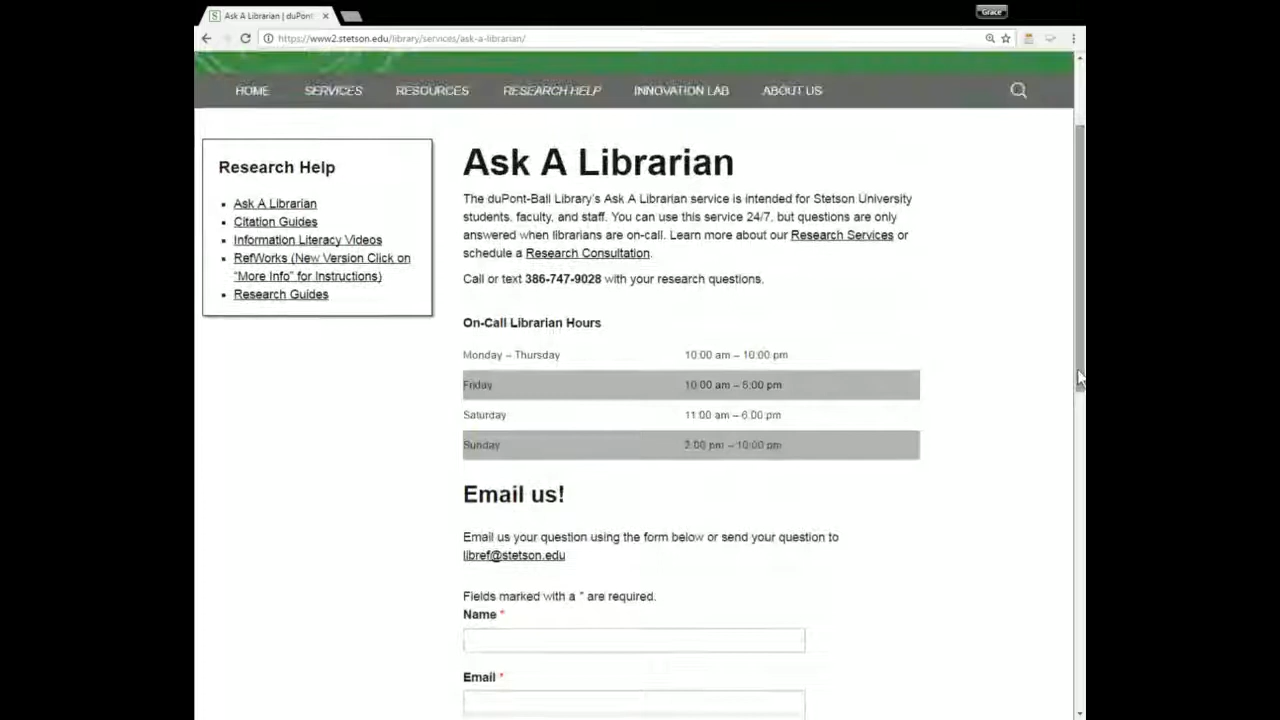 Ask A Librarian | duPont
Grace
https://www2.stetson.edu/library/services/ask-a-librarian/
HOME SERVICES RESOURCES RESEARCH HELP INNOVATION LAB ABOUT US
Research Help
Ask A Librarian
Citation Guides
Information Literacy Videos
RefWorks (New Version Click on
“More Info” for Instructions)
Research Guides
Ask A Librarian
The duPont-Ball Library’s Ask A Librarian service is intended for Stetson University
students, faculty, and staff. You can use this service 24/7, but questions are only
answered when librarians are on-call. Learn more about our Research Services or
schedule a Research Consultation.
Call or text 386-747-9028 with your research questions.
On-Call Librarian Hours
Monday – Thursday 10:00 am – 10:00 pm
Friday 10:00 am – 5:00 pm
Saturday 11:00 am – 6:00 pm
Sunday 2:00 pm – 10:00 pm
Email us!
Email us your question using the form below or send your question to
libref@stetson.edu
Fields marked with a * are required.
Name *
Email *